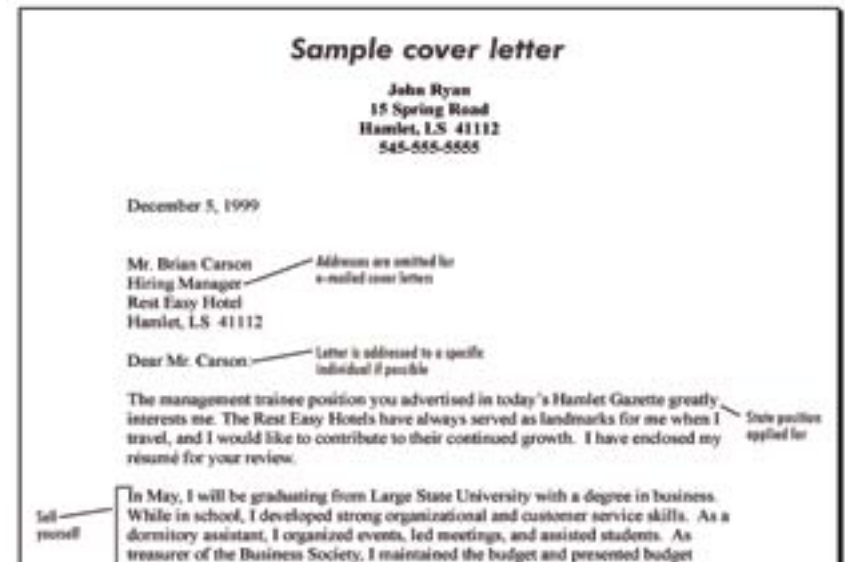 Sample cover letter
John Ryan
15 Spring Road
Hamlet, LS 41112
545-555-5555
December 5, 1999
Mr. Brian Carson
Hiring Manager
Rest Easy Hotel
Hamlet, LS 41112
Addresses are omitted for
e-mailed cover letters
Dear Mr. Carson:
Letter is addressed to a specific
individual if possible
The management trainee position you advertised in today's Hamlet Gazette greatly
interests me. The Rest Easy Hotels have always served as landmarks for me when I
travel, and I would like to contribute to their continued growth. I have enclosed my
résumé for your review.
State position
applied for
In May, I will be graduating from Large State University with a degree in business.
While in school, I developed strong organizational and customer service skills. As a
dormitory assistant, I organized events, led meetings, and assisted students. As
treasurer of the Business Society, I maintained the budget and presented budget
Sell
yourself